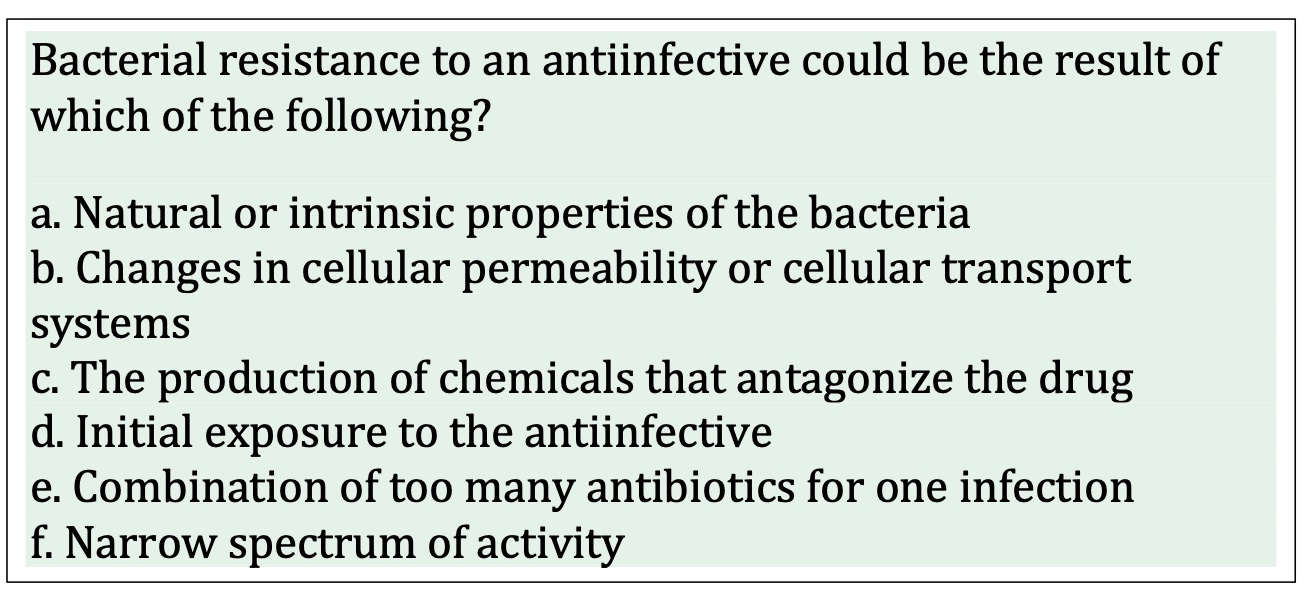 Bacterial resistance to an antiinfective could be the result of
which of the following?
a. Natural or intrinsic properties of the bacteria
b. Changes in cellular permeability or cellular transport
systems
c. The production of chemicals that antagonize the drug
d. Initial exposure to the antiinfective
e. Combination of too many antibiotics for one infection
f. Narrow spectrum of activity